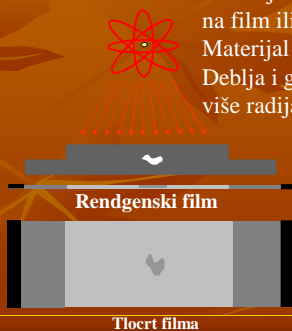 na film ili
Materijal
Deblja i g
više radija
Rendgenski film
Tlocrt filma